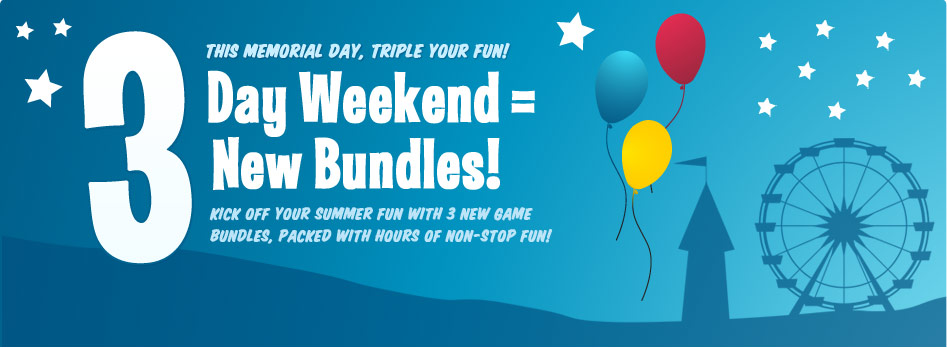 THIS MEMORIAL DAY, TRIPLE YOUR FUN!
3 Day Weekend =
New Bundles!
KICK OFF YOUR SUMMER FUN WITH 3 NEW GAME
BUNDLES, PACKED WITH HOURS OF NON-STOP FUN!